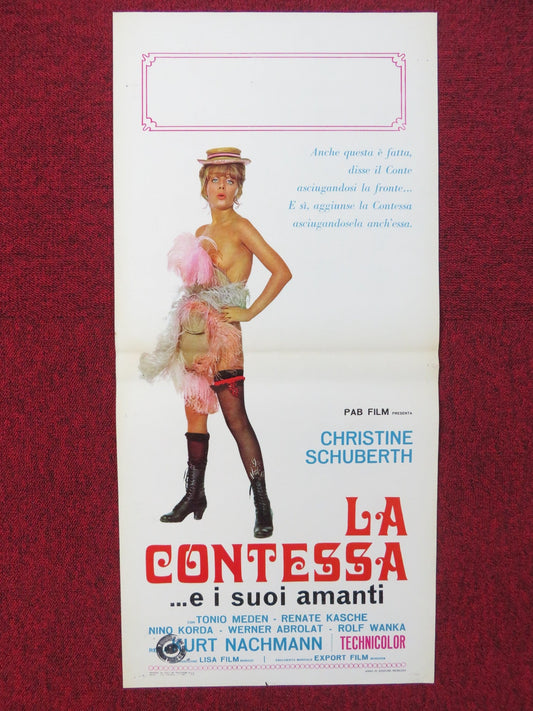 Anche questa è fatta,
disse il Conte
asciugandosi la fronte...
E sì, aggiunse la Contessa
asciugandosela anch'essa.
PAB FILM PRESENTA
CHRISTINE
SCHUBERTH
LA
CONTESSA
...e i suoi amanti
con TONIO MEDEN - RENATE KASCHE
NINO KORDA - WERNER ABROLAT - ROLF WANKA
KURT NACHMANN TECHNICOLOR
LISA FILM EXPORT FILM